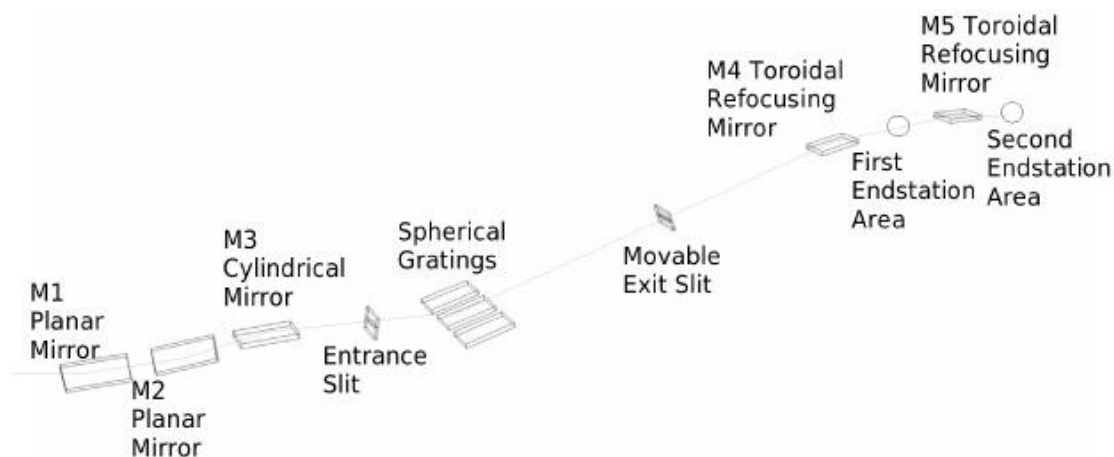 M1
Planar
Mirror
M2
Planar
Mirror
M3
Cylindrical
Mirror
Entrance
Slit
Spherical
Gratings
Movable
Exit Slit
M4 Toroidal
Refocusing
Mirror
First
Endstation
Area
M5 Toroidal
Refocusing
Mirror
Second
Endstation
Area